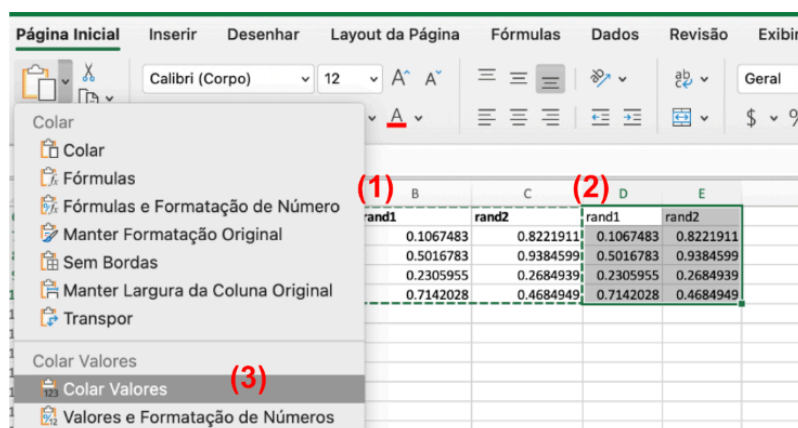 Página Inicial Inserir Desenhar Layout da Página Fórmulas Dados Revisão Exibir
Calibri (Corpo) 12 A A ab Geral
A $ %
Colar
Colar
Fórmulas
Fórmulas e Formatação de Número
Manter Formatação Original
Sem Bordas
Manter Largura da Coluna Original
Transpor
Colar Valores
Colar Valores (3)
Valores e Formatação de Números
(1) B C (2) D E
rand1 rand2 rand1 rand2
0.1067483 0.8221911 0.1067483 0.8221911
0.5016783 0.9384599 0.5016783 0.9384599
0.2305955 0.2684939 0.2305955 0.2684939
0.7142028 0.4684949 0.7142028 0.4684949